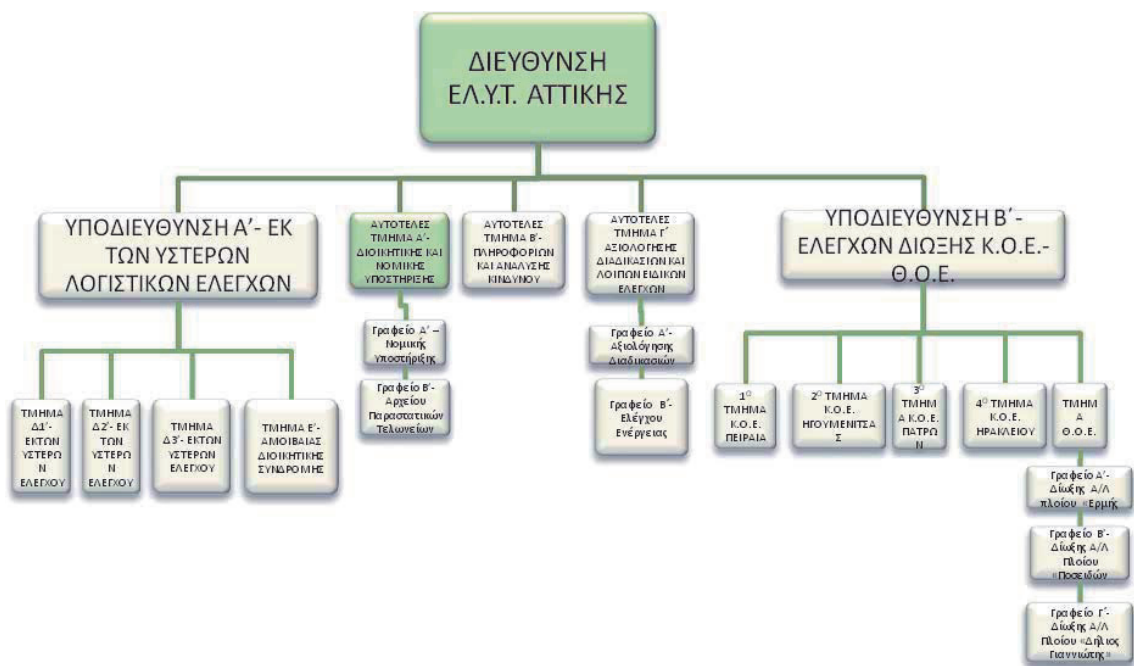 ΔΙΕΥΘΥΝΣΗ
ΕΛ.Υ.Τ. ΑΤΤΙΚΗΣ
ΥΠΟΔΙΕΥΘΥΝΣΗ Α΄- ΕΚ
ΤΩΝ ΥΣΤΕΡΩΝ
ΛΟΓΙΣΤΙΚΩΝ ΕΛΕΓΧΩΝ
ΑΥΤΟΤΕΛΕΣ
ΤΜΗΜΑ Α΄-
ΔΙΟΙΚΗΤΙΚΗΣ ΚΑΙ
ΝΟΜΙΚΗΣ
ΥΠΟΣΤΗΡΙΞΗΣ
ΑΥΤΟΤΕΛΕΣ
ΤΜΗΜΑ Β΄-
ΠΛΗΡΟΦΟΡΙΩΝ
ΚΑΙ ΑΝΑΛΥΣΗΣ
ΚΙΝΔΥΝΟΥ
ΑΥΤΟΤΕΛΕΣ
ΤΜΗΜΑ Γ΄
ΑΞΙΟΛΟΓΗΣΗΣ
ΔΙΑΔΙΚΑΣΙΩΝ ΚΑΙ
ΛΟΙΠΩΝ ΕΙΔΙΚΩΝ
ΕΛΕΓΧΩΝ
ΥΠΟΔΙΕΥΘΥΝΣΗ Β΄-
ΕΛΕΓΧΩΝ ΔΙΩΞΗΣ Κ.Ο.Ε.-
Θ.Ο.Ε.
ΤΜΗΜΑ
Δ1΄- ΕΚΤΩΝ
ΥΣΤΕΡΩ
Ν
ΕΛΕΓΧΟΥ
ΤΜΗΜΑ
Δ2΄- ΕΚ
ΤΩΝ
ΥΣΤΕΡΩ
Ν
ΕΛΕΓΧΟΥ
ΤΜΗΜΑ
Δ3΄- ΕΚΤΩΝ
ΥΣΤΕΡΩΝ
ΕΛΕΓΧΟΥ
ΤΜΗΜΑ Ε΄-
ΑΜΟΙΒΑΙΑΣ
ΔΙΟΙΚΗΤΙΚΗΣ
ΣΥΝΔΡΟΜΗΣ
Γραφείο Α΄ –
Νομικής
Υποστήριξης
Γραφείο Β΄-
Αρχείου
Παραστατικών
Τελωνείων
Γραφείο Α΄-
Αξιολόγησης
Διαδικασιών
Γραφείο Β΄-
Ελέγχου
Ενέργειας
1Ο
ΤΜΗΜΑ
Κ.Ο.Ε.
ΠΕΙΡΑΙΑ
2Ο ΤΜΗΜΑ
Κ.Ο.Ε.
ΗΓΟΥΜΕΝΙΤΣΑ
Σ
3Ο
ΤΜΗΜ
Α Κ.Ο.Ε.
ΠΑΤΡΩ
Ν
4Ο ΤΜΗΜΑ
Κ.Ο.Ε.
ΗΡΑΚΛΕΙΟΥ
ΤΜΗΜ
Α
Θ.Ο.Ε.
Γραφείο Α΄-
Δίωξης Α/Λ
πλοίου «Ερμής
Γραφείο Β΄-
Δίωξης Α/Λ
Πλοίου
«Ποσειδών
Γραφείο Γ΄-
Δίωξης Α/Λ
Πλοίου «Δήλιος
Γιαννιώτης»